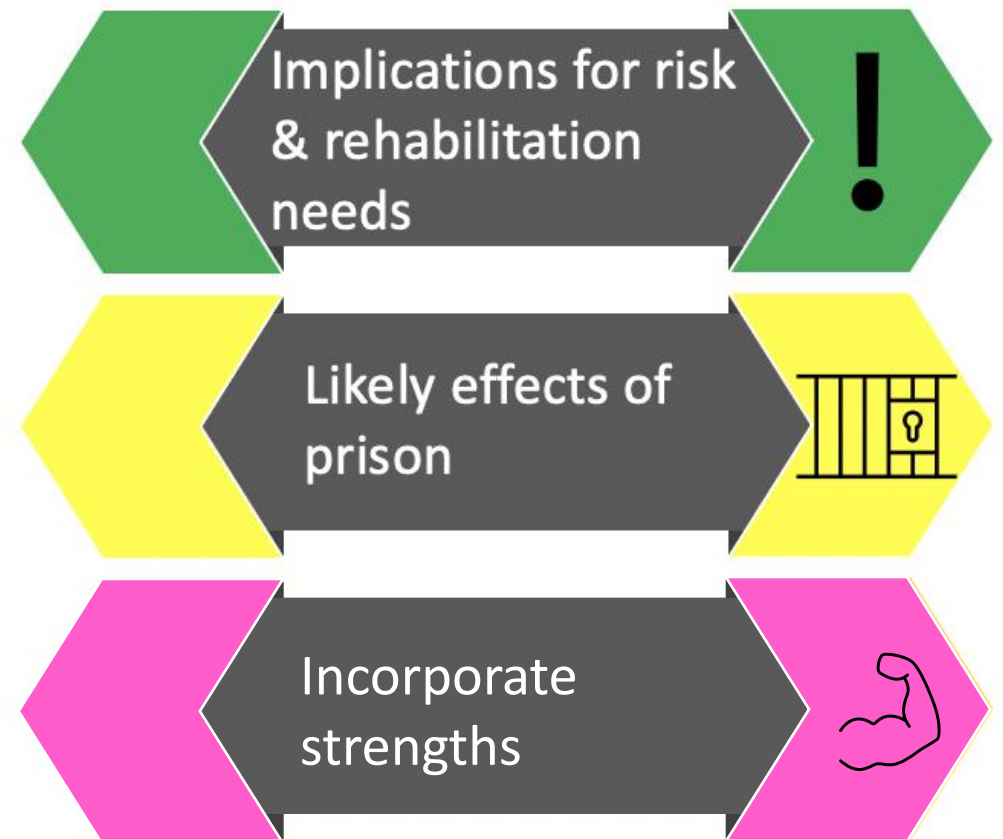 Implications for risk
& rehabilitation
needs
Likely effects of
prison
Incorporate
strengths